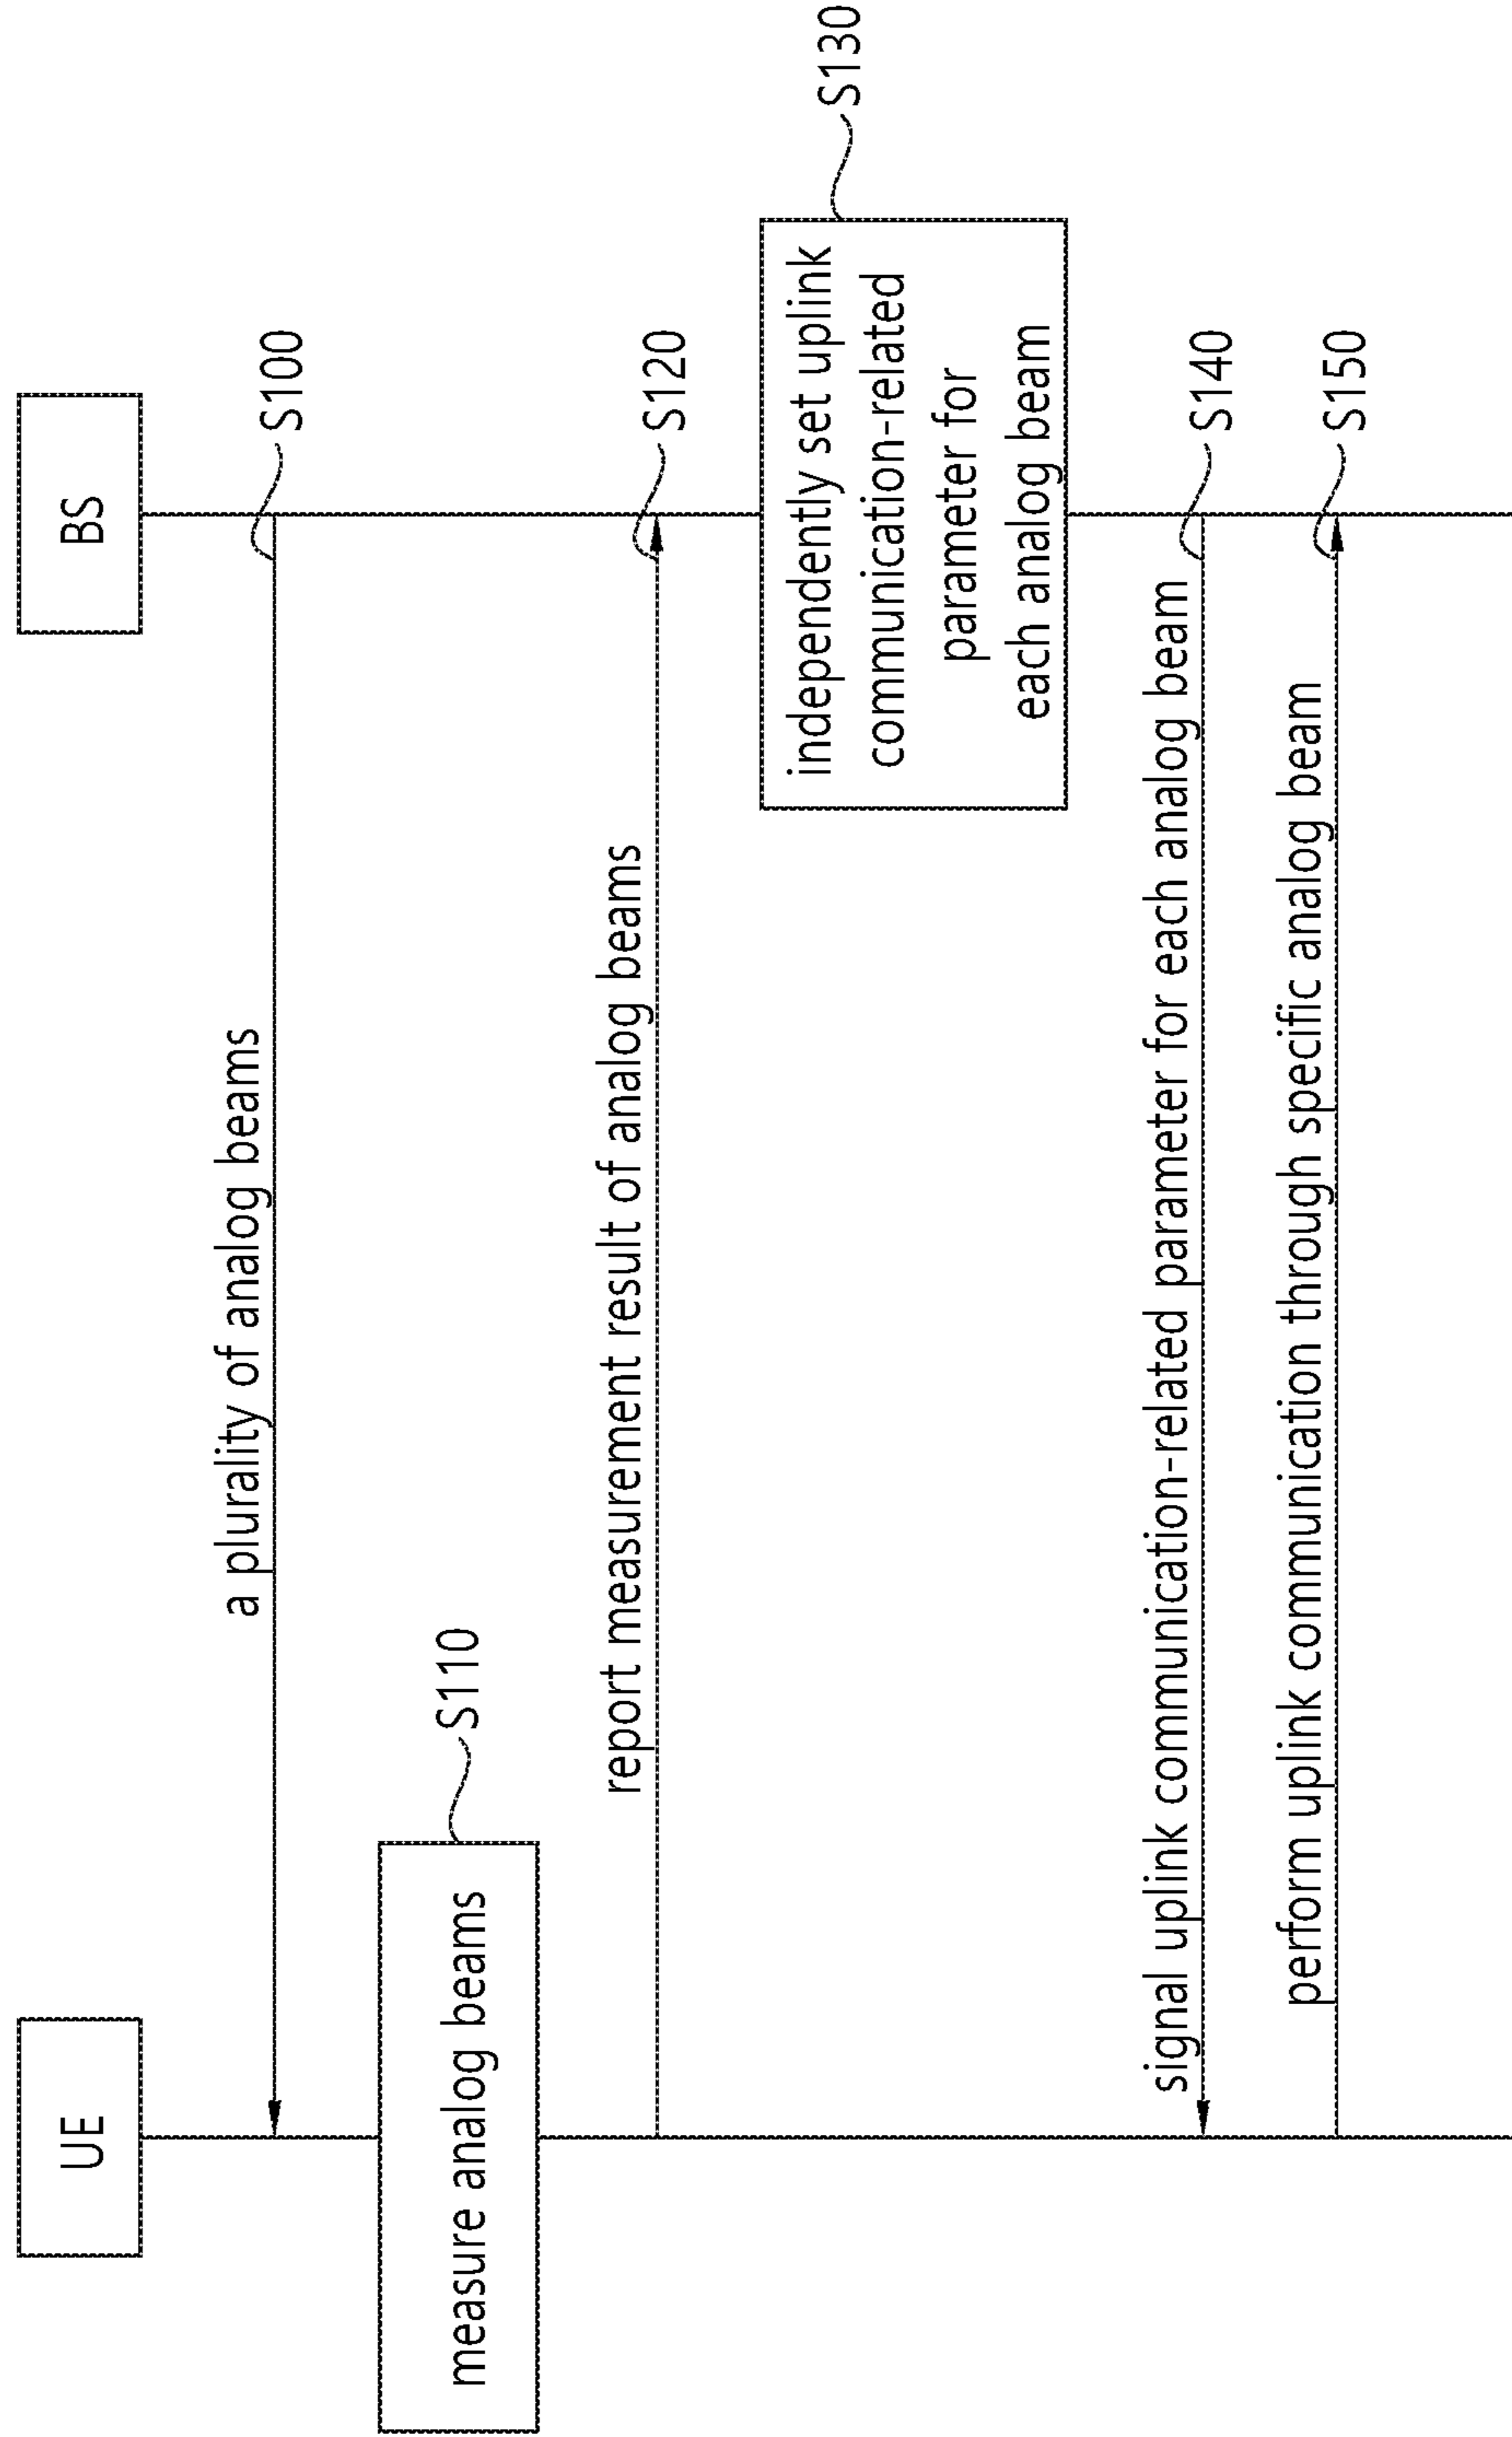 UE
BS
a plurality of analog beams
S100
measure analog beams
S110
report measurement result of analog beams
S120
independently set uplink
communication-related
parameter for
each analog beam
S130
signal uplink communication-related parameter for each analog beam
S140
perform uplink communication through specific analog beam
S150